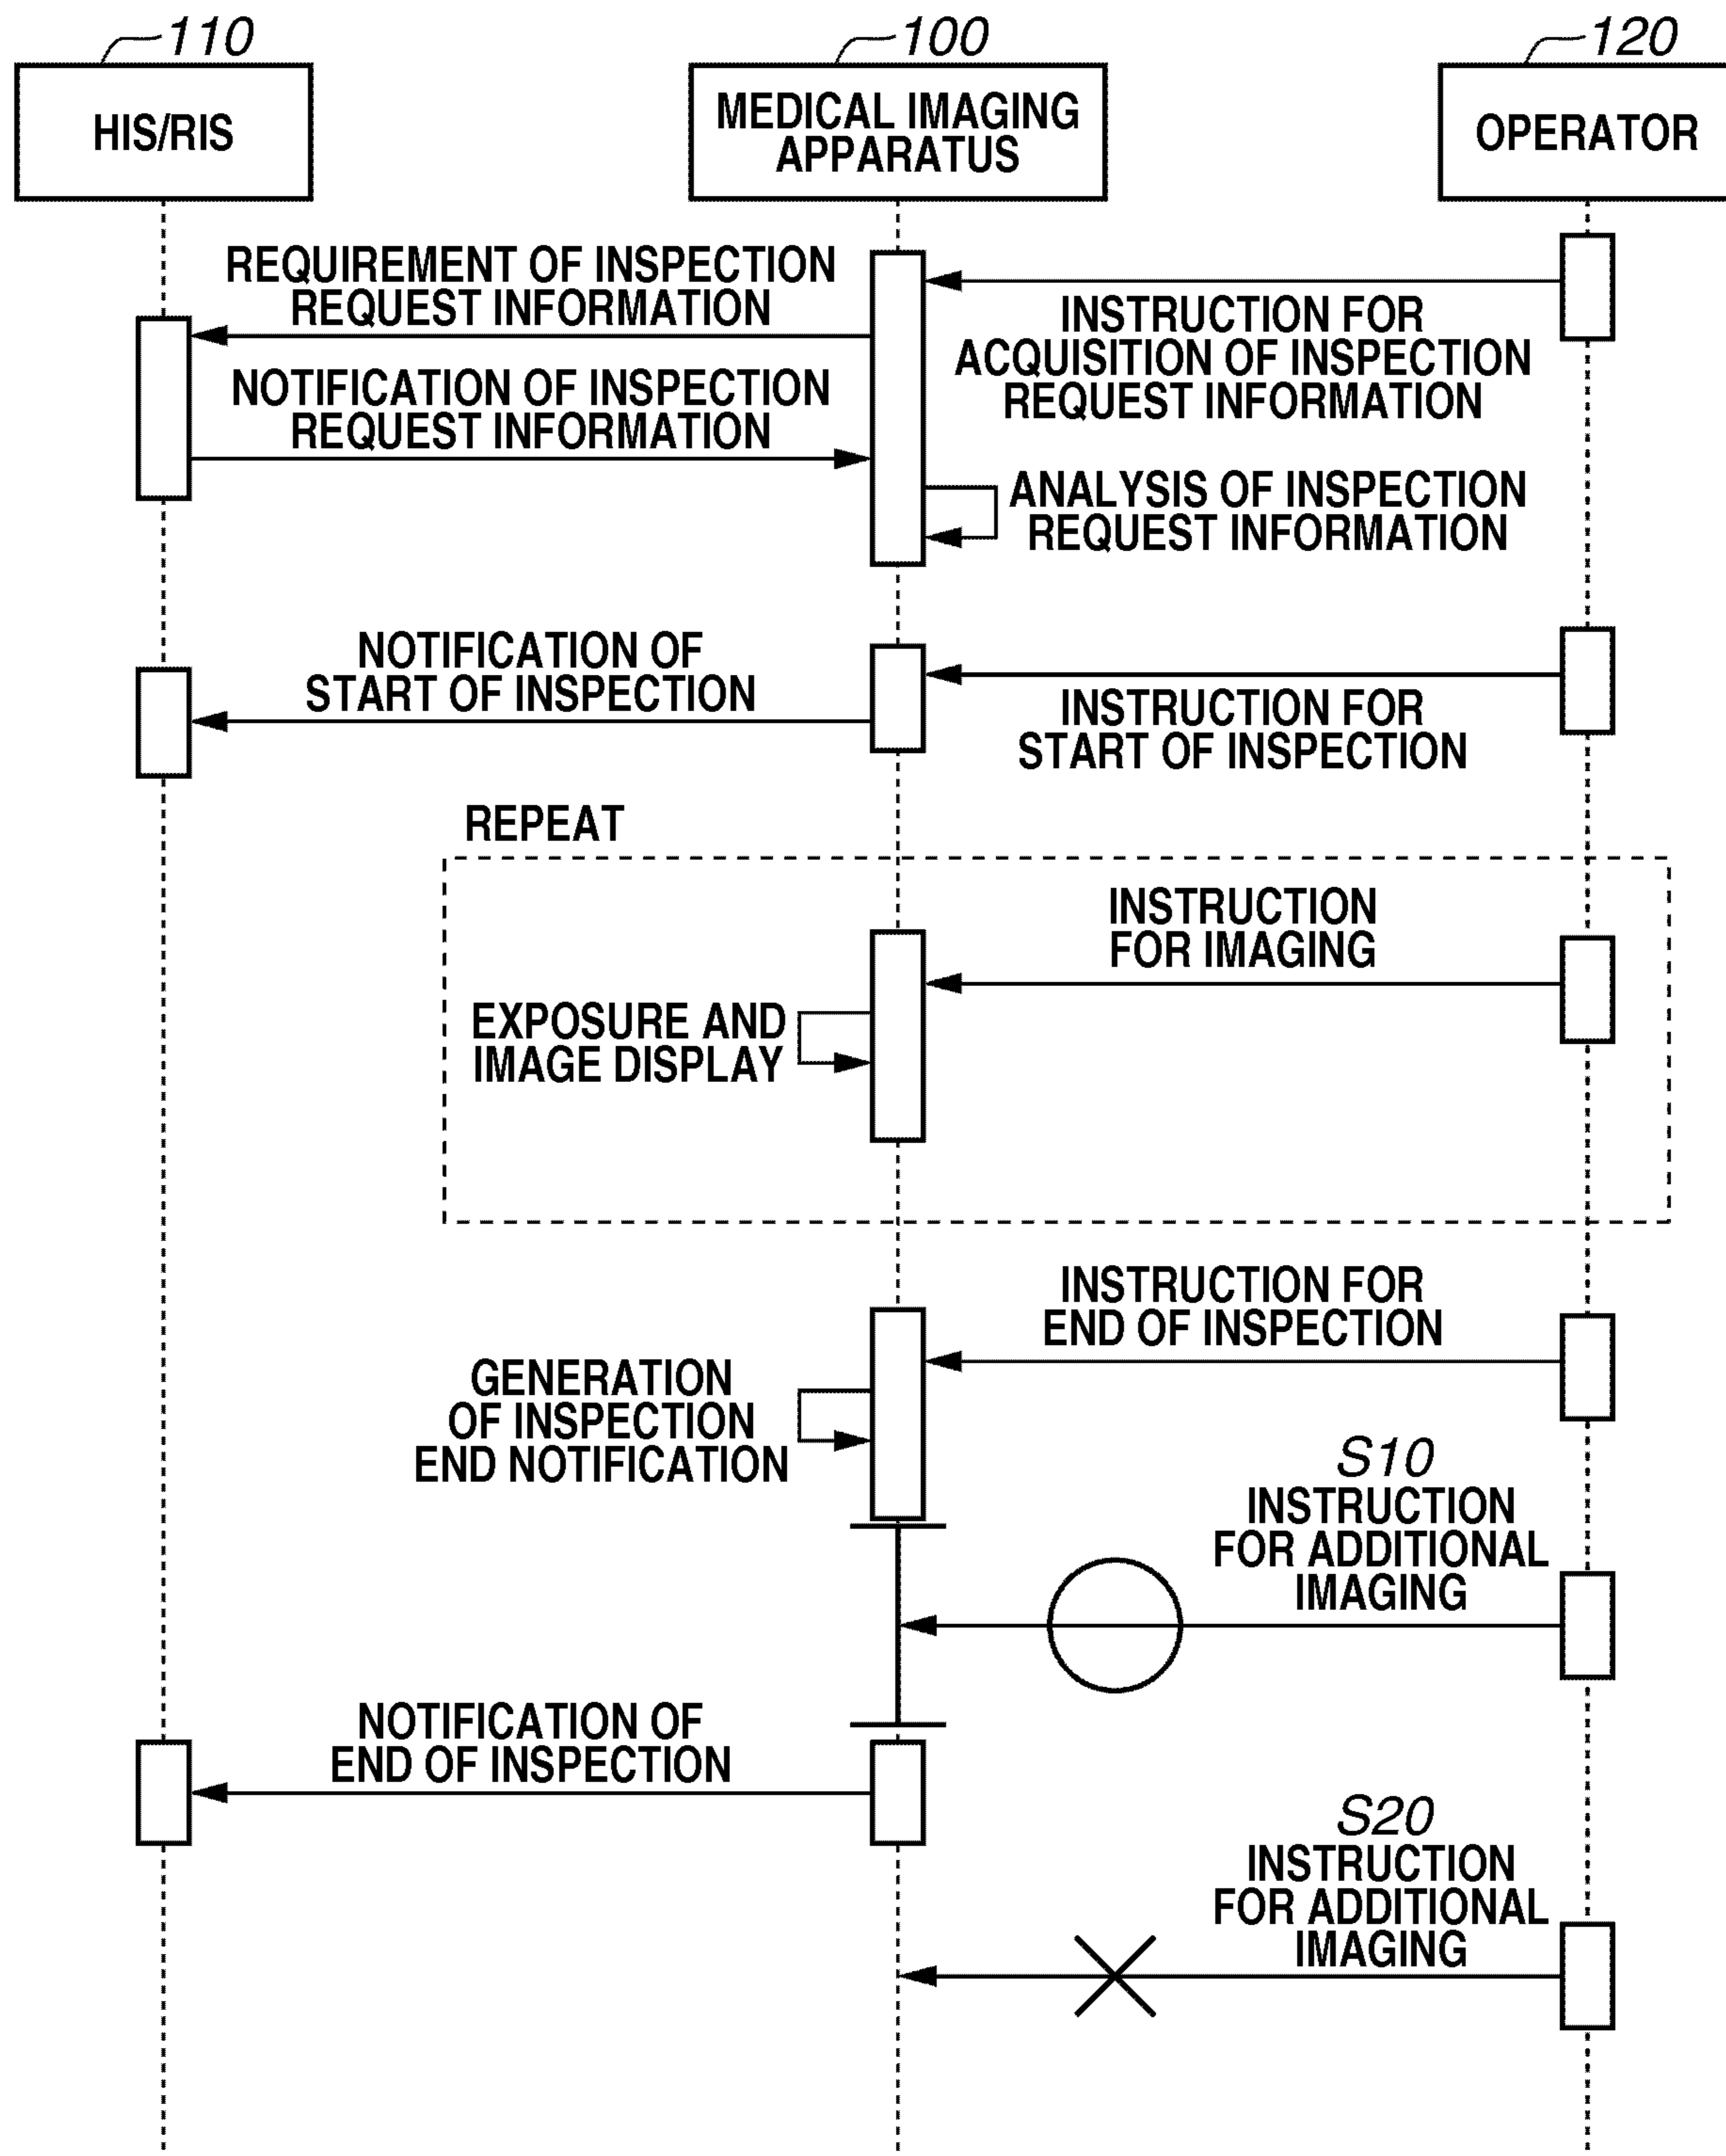 110
100
120
HIS/RIS
MEDICAL IMAGING
APPARATUS
OPERATOR
REQUIREMENT OF INSPECTION
REQUEST INFORMATION
INSTRUCTION FOR
ACQUISITION OF INSPECTION
REQUEST INFORMATION
NOTIFICATION OF INSPECTION
REQUEST INFORMATION
ANALYSIS OF INSPECTION
REQUEST INFORMATION
NOTIFICATION OF
START OF INSPECTION
INSTRUCTION FOR
START OF INSPECTION
REPEAT
INSTRUCTION
FOR IMAGING
EXPOSURE AND
IMAGE DISPLAY
INSTRUCTION FOR
END OF INSPECTION
GENERATION
OF INSPECTION
END NOTIFICATION
S10
INSTRUCTION
FOR ADDITIONAL
IMAGING
NOTIFICATION OF
END OF INSPECTION
S20
INSTRUCTION
FOR ADDITIONAL
IMAGING